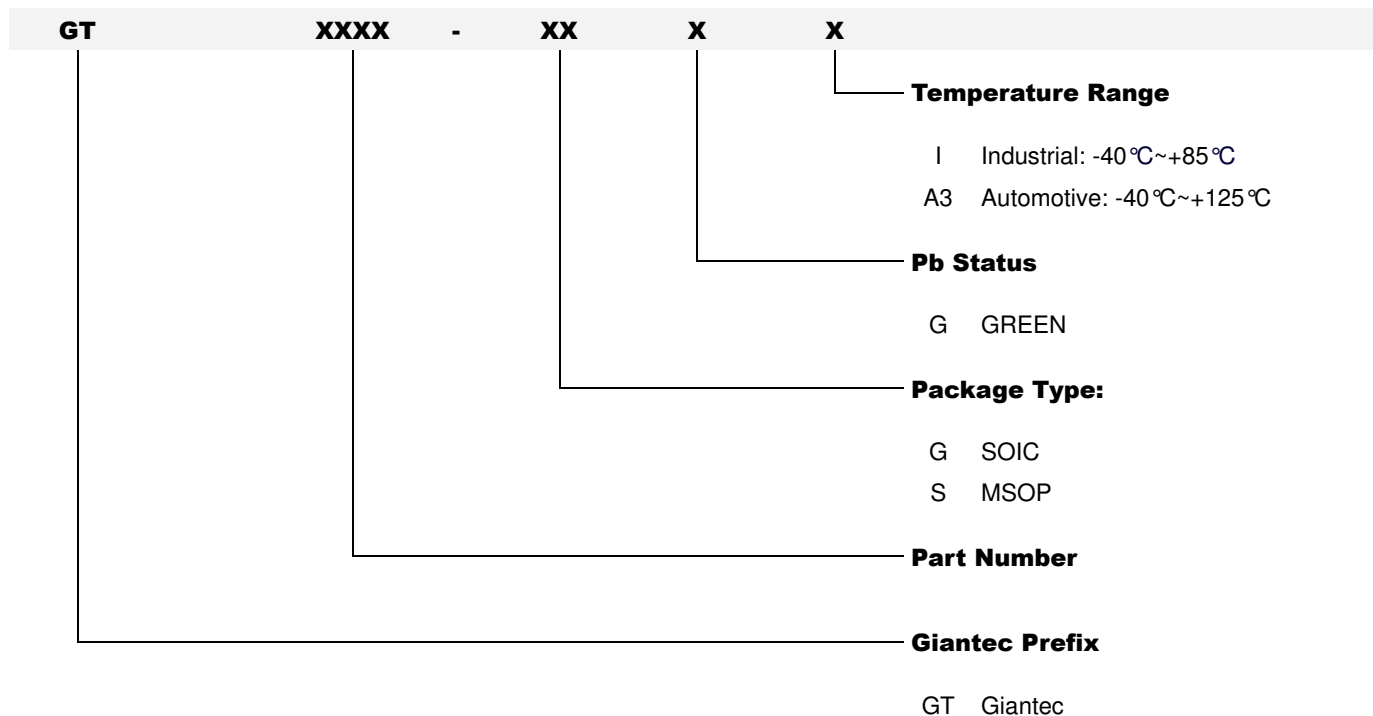 GT XXXX - XX X X
Temperature Range
I Industrial: -40℃~+85℃
A3 Automotive: -40℃~+125℃
Pb Status
G GREEN
Package Type:
G SOIC
S MSOP
Part Number
Giantec Prefix
GT Giantec